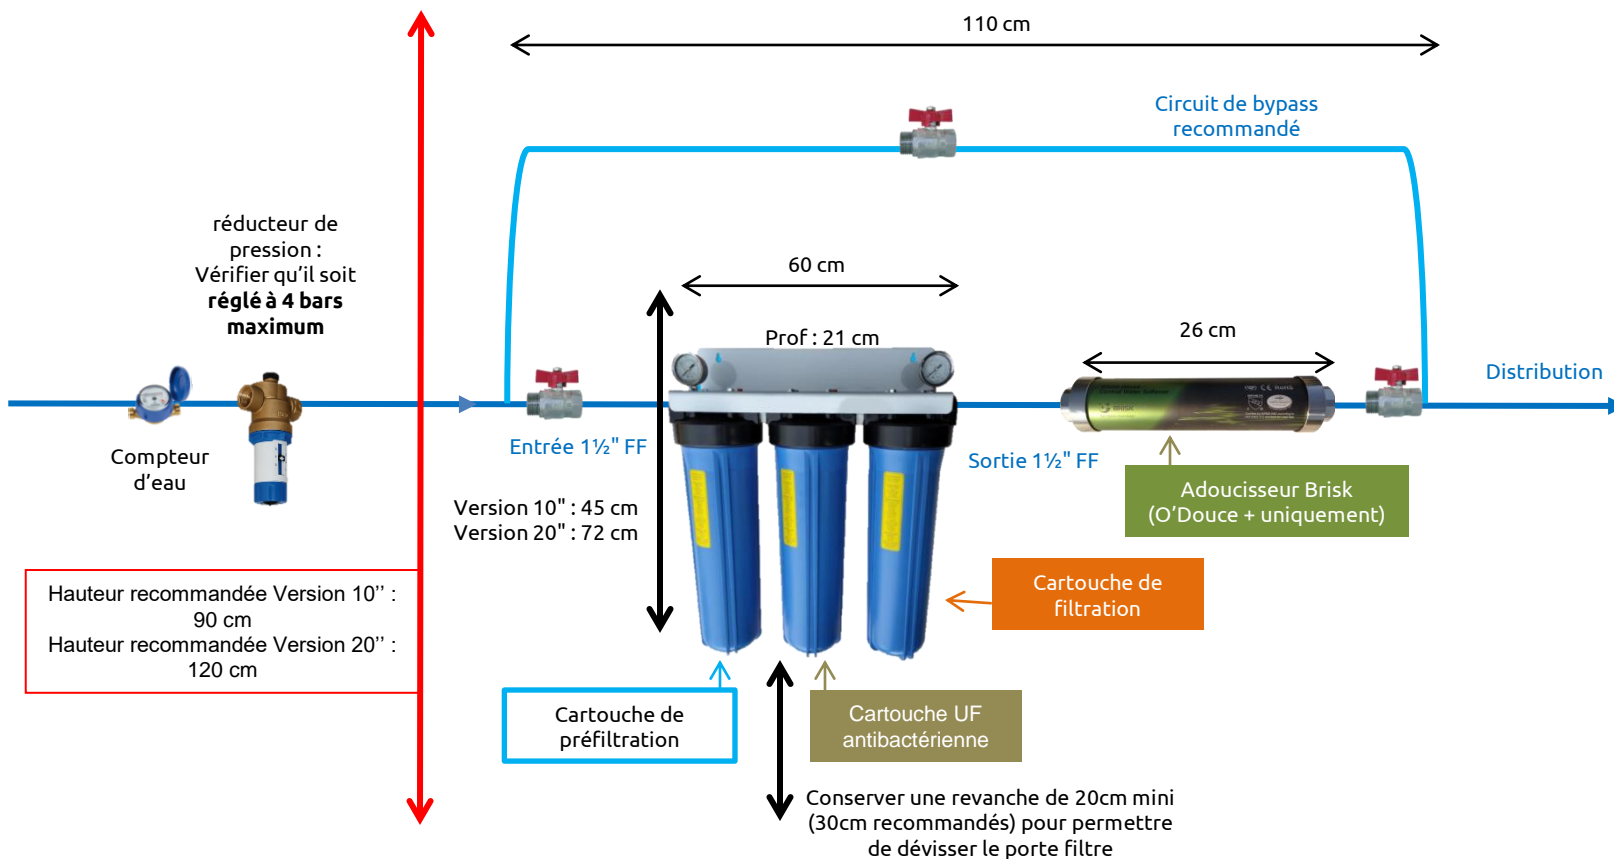 110 cm
Circuit de bypass
recommandé
réducteur de
pression :
Vérifier qu'il soit
réglé à 4 bars
maximum
60 cm
Prof : 21 cm
26 cm
Distribution
Compteur
d'eau
Entrée 1½" FF
Sortie 1½" FF
BRISK
Version 10" : 45 cm
Version 20" : 72 cm
Adoucisseur Brisk
(O'Douce + uniquement)
Hauteur recommandée Version 10'' :
90 cm
Hauteur recommandée Version 20'' :
120 cm
Cartouche de
filtration
Cartouche de
préfiltration
Cartouche UF
antibactérienne
Conserver une revanche de 20cm mini
(30cm recommandés) pour permettre
de dévisser le porte filtre